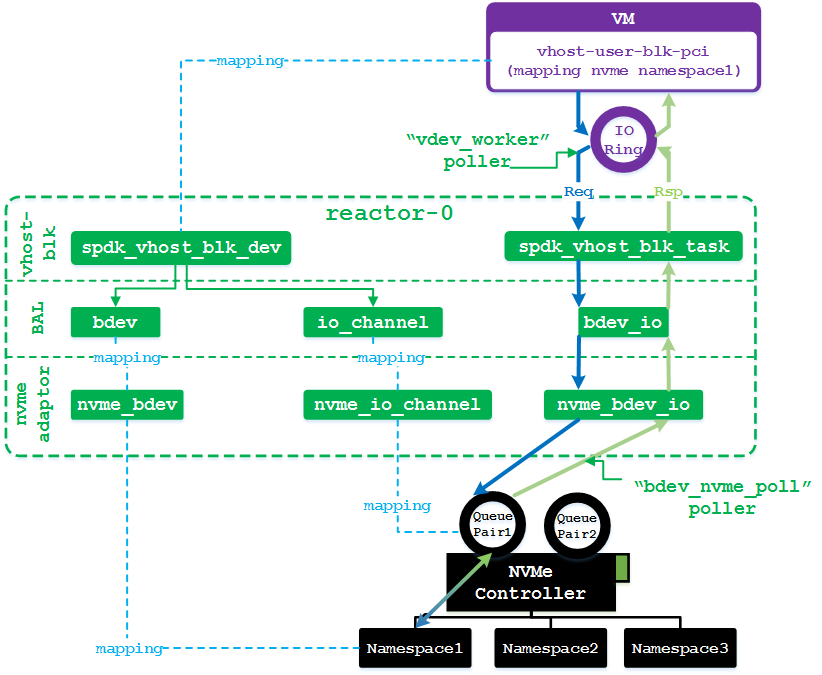 VM
vhost-user-blk-pci
(mapping nvme namespace1)
mapping
IO
Ring
“vdev_worker”
poller
Req
Rsp
reactor-0
vhost-
blk
spdk_vhost_blk_dev
spdk_vhost_blk_task
BAL
bdev
io_channel
bdev_io
mapping
mapping
nvme
adaptor
nvme_bdev
nvme_io_channel
nvme_bdev_io
“bdev_nvme_poll”
poller
mapping
Queue
Pair1
Queue
Pair2
NVMe
Controller
mapping
Namespace1
Namespace2
Namespace3